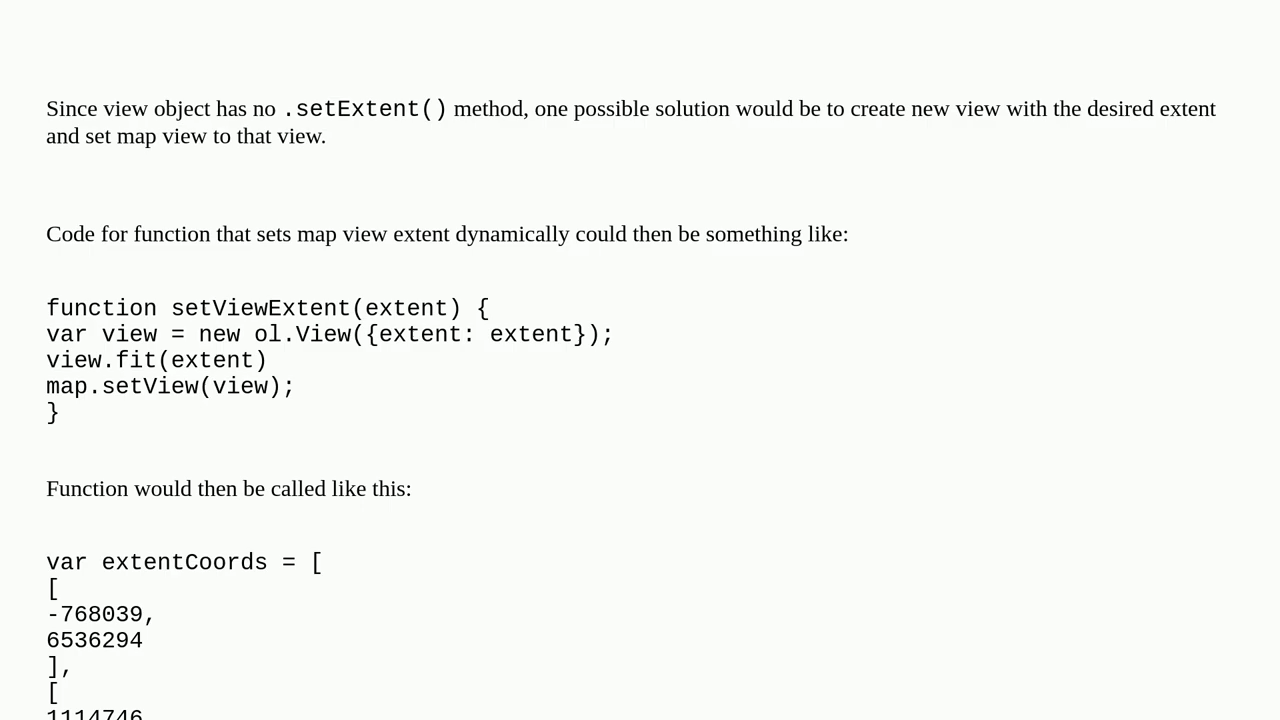 Since view object has no .setExtent() method, one possible solution would be to create new view with the desired extent
and set map view to that view.
Code for function that sets map view extent dynamically could then be something like:
function setViewExtent(extent) {
var view = new ol.View({extent: extent});
view.fit(extent)
map.setView(view);
}
Function would then be called like this:
var extentCoords = [
[
-768039,
6536294
],
[
1114746